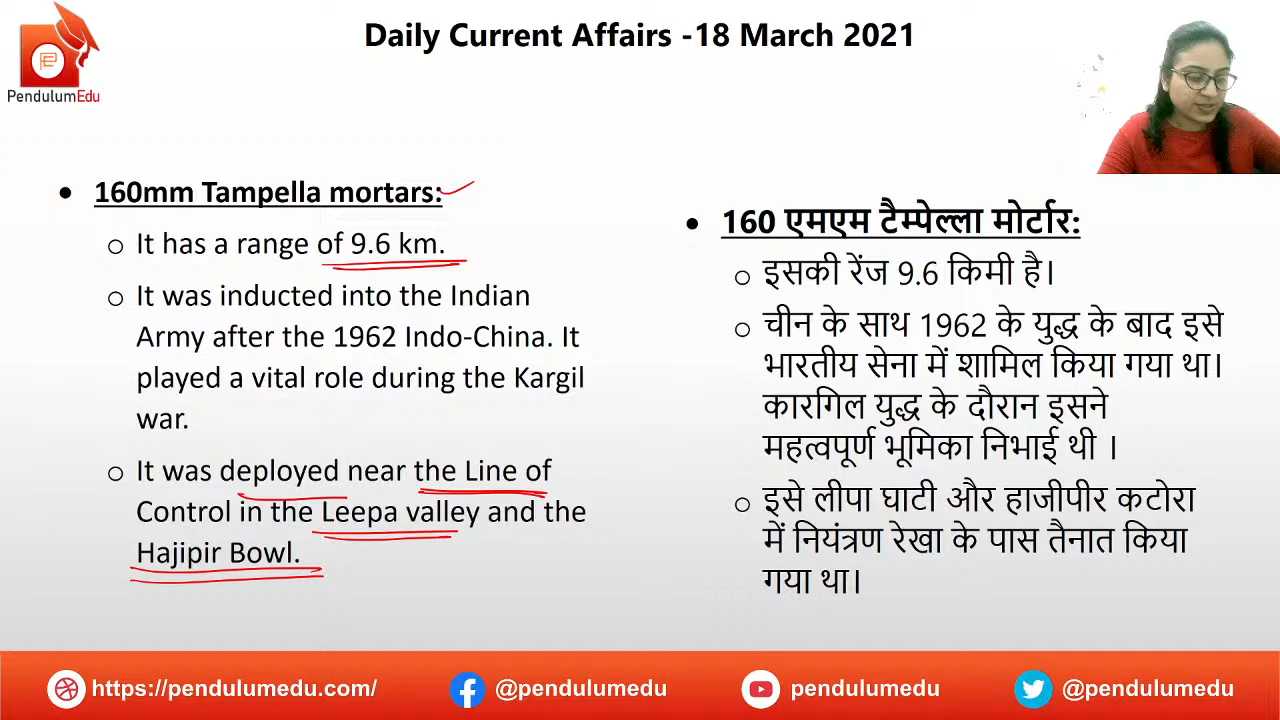 Daily Current Affairs -18 March 2021
PendulumEdu
• 160mm Tampella mortars:
o It has a range of 9.6 km.
o It was inducted into the Indian
Army after the 1962 Indo-China. It
played a vital role during the Kargil
war.
o It was deployed near the Line of
Control in the Leepa valley and the
Hajipir Bowl.
• 160 एमएम टैम्पेल्ला मोर्टार:
o इसकी रेंज 9.6 किमी है।
o चीन के साथ 1962 के युद्ध के बाद इसे
भारतीय सेना में शामिल किया गया था।
कारगिल युद्ध के दौरान इसने
महत्वपूर्ण भूमिका निभाई थी ।
o इसे लीपा घाटी और हाजीपीर कटोरा
में नियंत्रण रेखा के पास तैनात किया
गया था।
https://pendulumedu.com/ @pendulumedu pendulumedu @pendulumedu